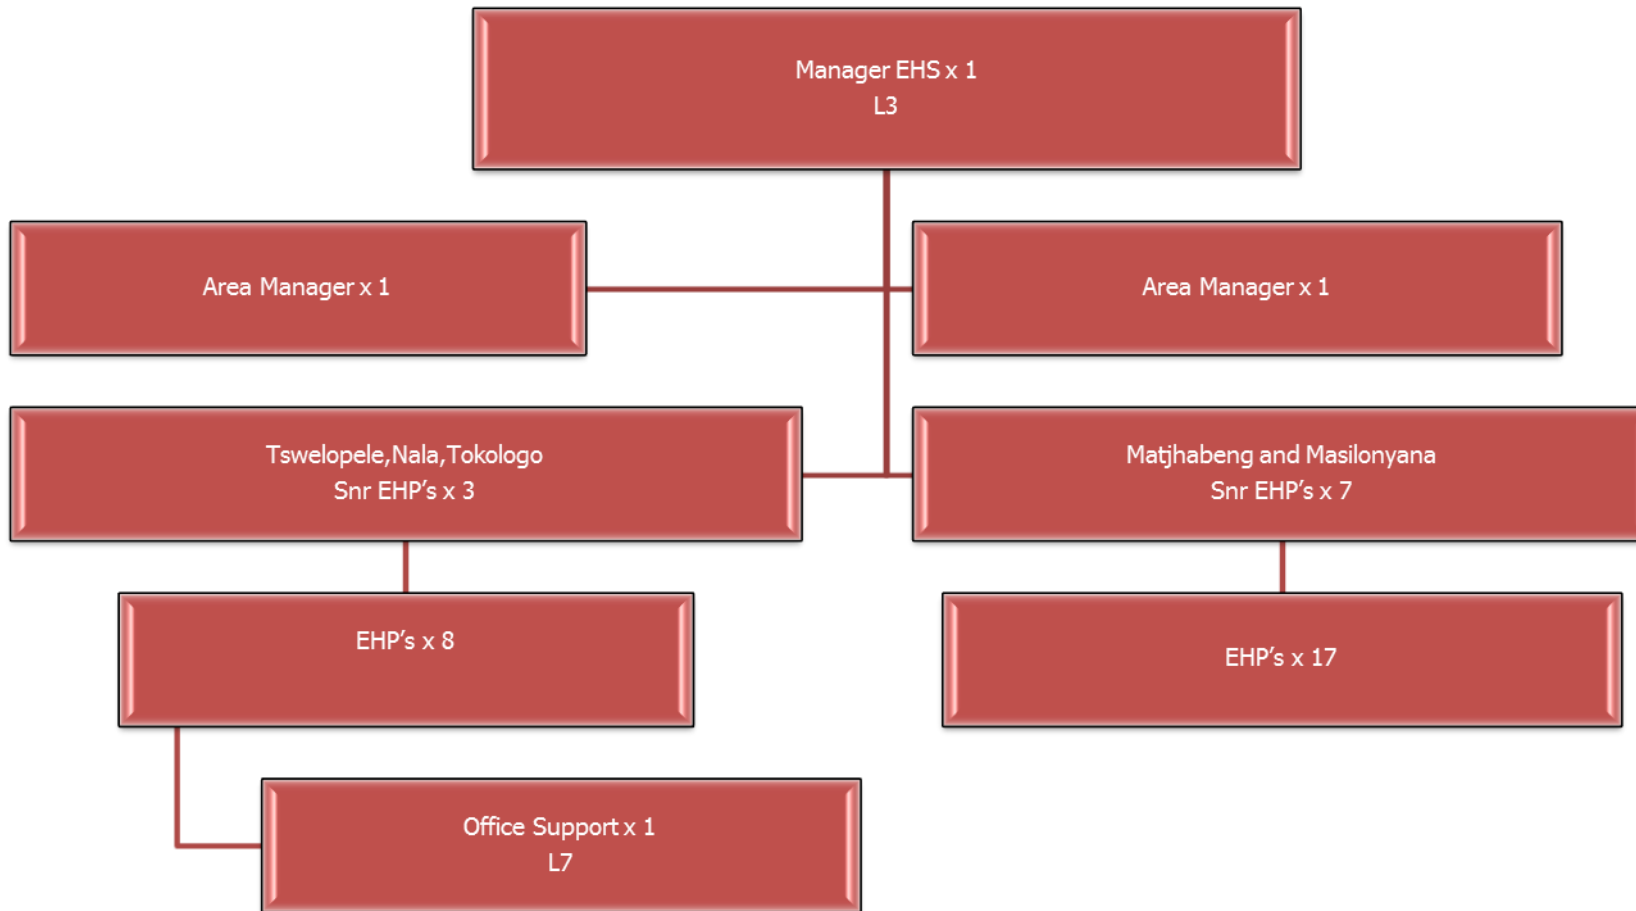 Manager EHS x 1
L3
Area Manager x 1
Area Manager x 1
Tswelopele,Nala,Tokologo
Snr EHP’s x 3
Matjhabeng and Masilonyana
Snr EHP’s x 7
EHP’s x 8
EHP’s x 17
Office Support x 1
L7